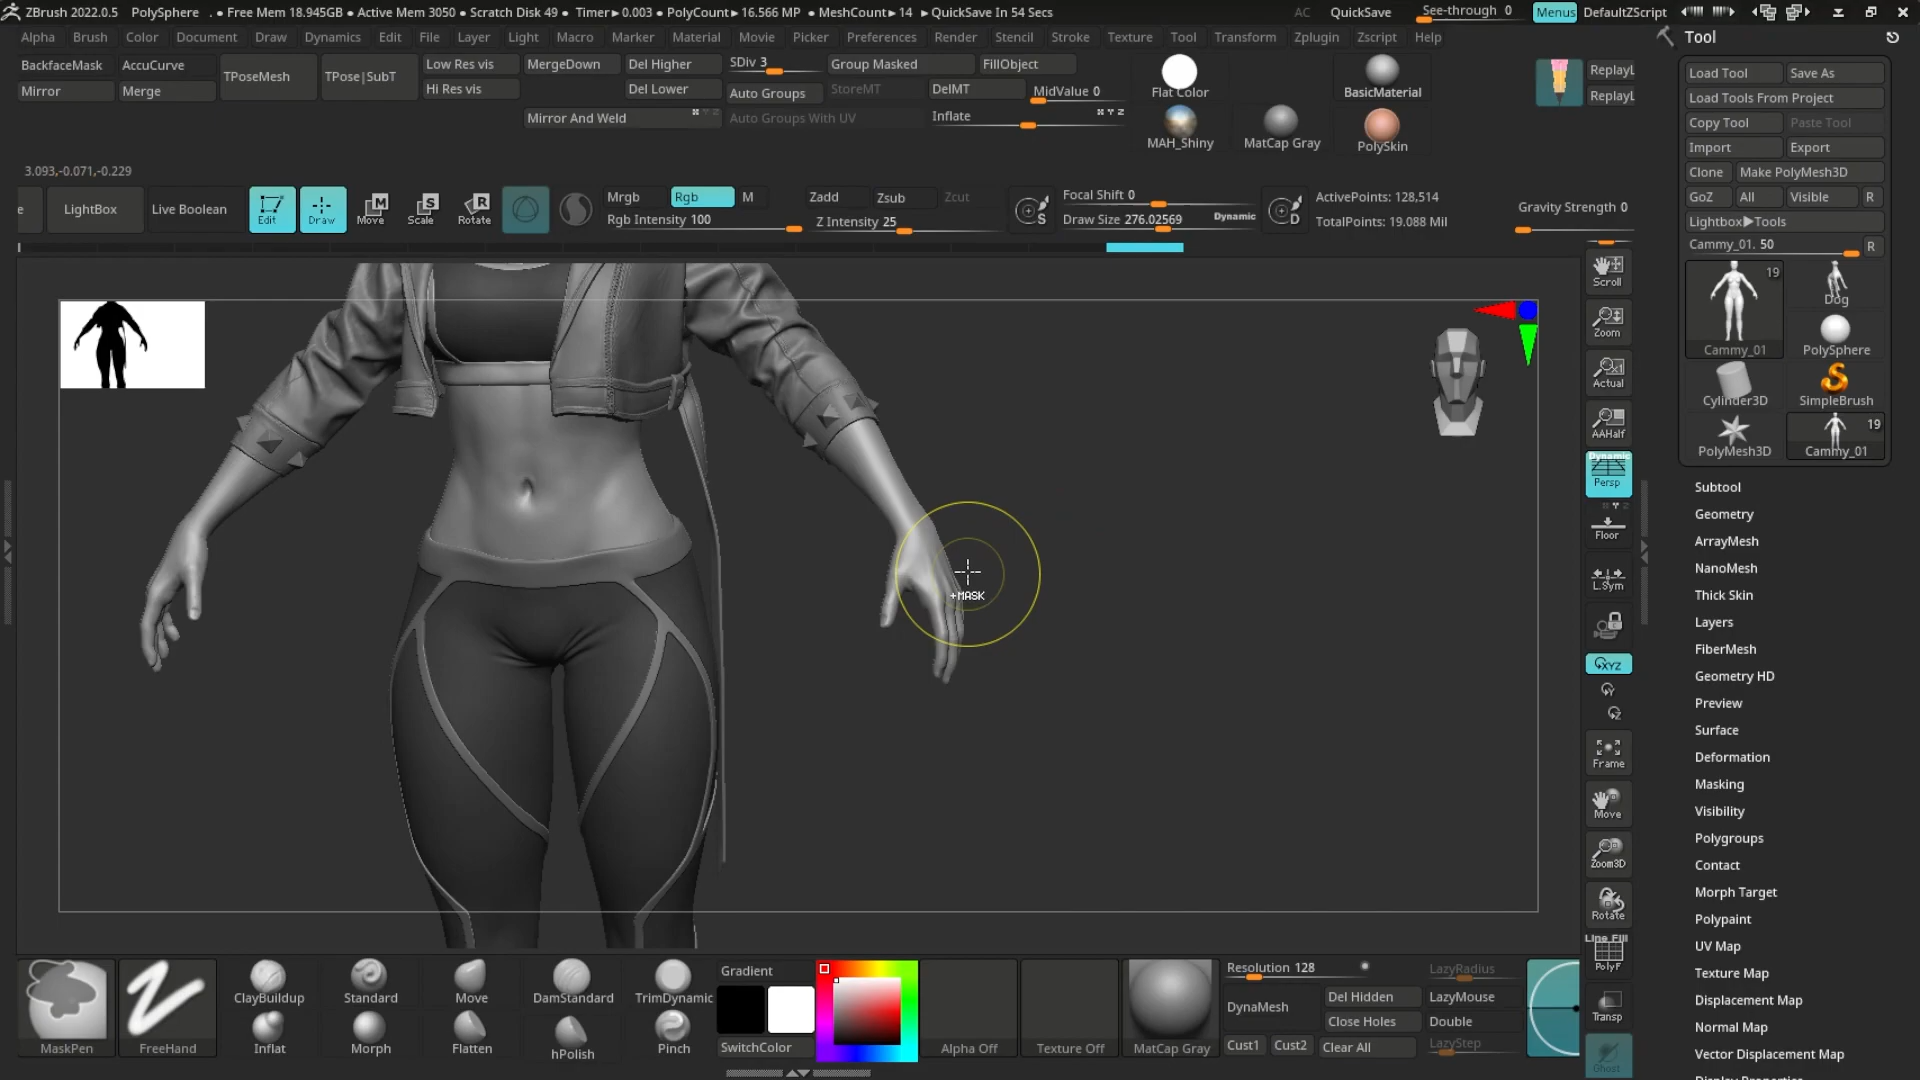 ZBrush 2022.0.5 PolySphere . ● Free Mem 18.945GB ● Active Mem 3050 ● Scratch Disk 49 ● Timer▶0.003 ● PolyCount▶16.566 MP ● MeshCount▶14 ▶QuickSave In 54 Secs AC QuickSave See-through 0 Menus DefaultZScript
Alpha Brush Color Document Draw Dynamics Edit File Layer Light Macro Marker Material Movie Picker Preferences Render Stencil Stroke Texture Tool Transform Zplugin Zscript Help
Tool
BackfaceMask AccuCurve TPoseMesh TPose|SubT Low Res vis MergeDown Del Higher SDiv 3 Group Masked FillObject
Mirror Merge Hi Res vis Del Lower Auto Groups StoreMT DelMT MidValue 0
Mirror And Weld Auto Groups With UV Inflate
Flat Color BasicMaterial
MAH_Shiny MatCap Gray PolySkin
ReplayL
ReplayL
Load Tool Save As
Load Tools From Project
Copy Tool Paste Tool
Import Export
Clone Make PolyMesh3D
GoZ All Visible R
Lightbox▶Tools
Cammy_01. 50 R
3.093,-0.071,-0.229
e LightBox Live Boolean Edit Draw Move Scale Rotate
Mrgb Rgb M
Rgb Intensity 100
Zadd Zsub Zcut
Z Intensity 25
S
Focal Shift 0
Draw Size 276.02569 Dynamic
D
ActivePoints: 128,514
TotalPoints: 19.088 Mil
Gravity Strength 0
+MASK
Scroll
Zoom
Actual
AAHalf
Dynamic
Persp
Floor
L.Sym
XYZ
Y
Z
Frame
Move
Zoom3D
Rotate
Line Fill
PolyF
Transp
Ghost
19
Cammy_01
Dog
PolySphere
Cylinder3D
SimpleBrush
PolyMesh3D
19
Cammy_01
Subtool
Geometry
ArrayMesh
NanoMesh
Thick Skin
Layers
FiberMesh
Geometry HD
Preview
Surface
Deformation
Masking
Visibility
Polygroups
Contact
Morph Target
Polypaint
UV Map
Texture Map
Displacement Map
Normal Map
Vector Displacement Map
Display Properties
MaskPen FreeHand
ClayBuildup Standard Move DamStandard TrimDynamic
Inflat Morph Flatten hPolish Pinch
Gradient
SwitchColor
Alpha Off Texture Off MatCap Gray
Resolution 128
DynaMesh
Cust1 Cust2
Del Hidden
Close Holes
Clear All
LazyRadius
LazyMouse
Double
LazyStep